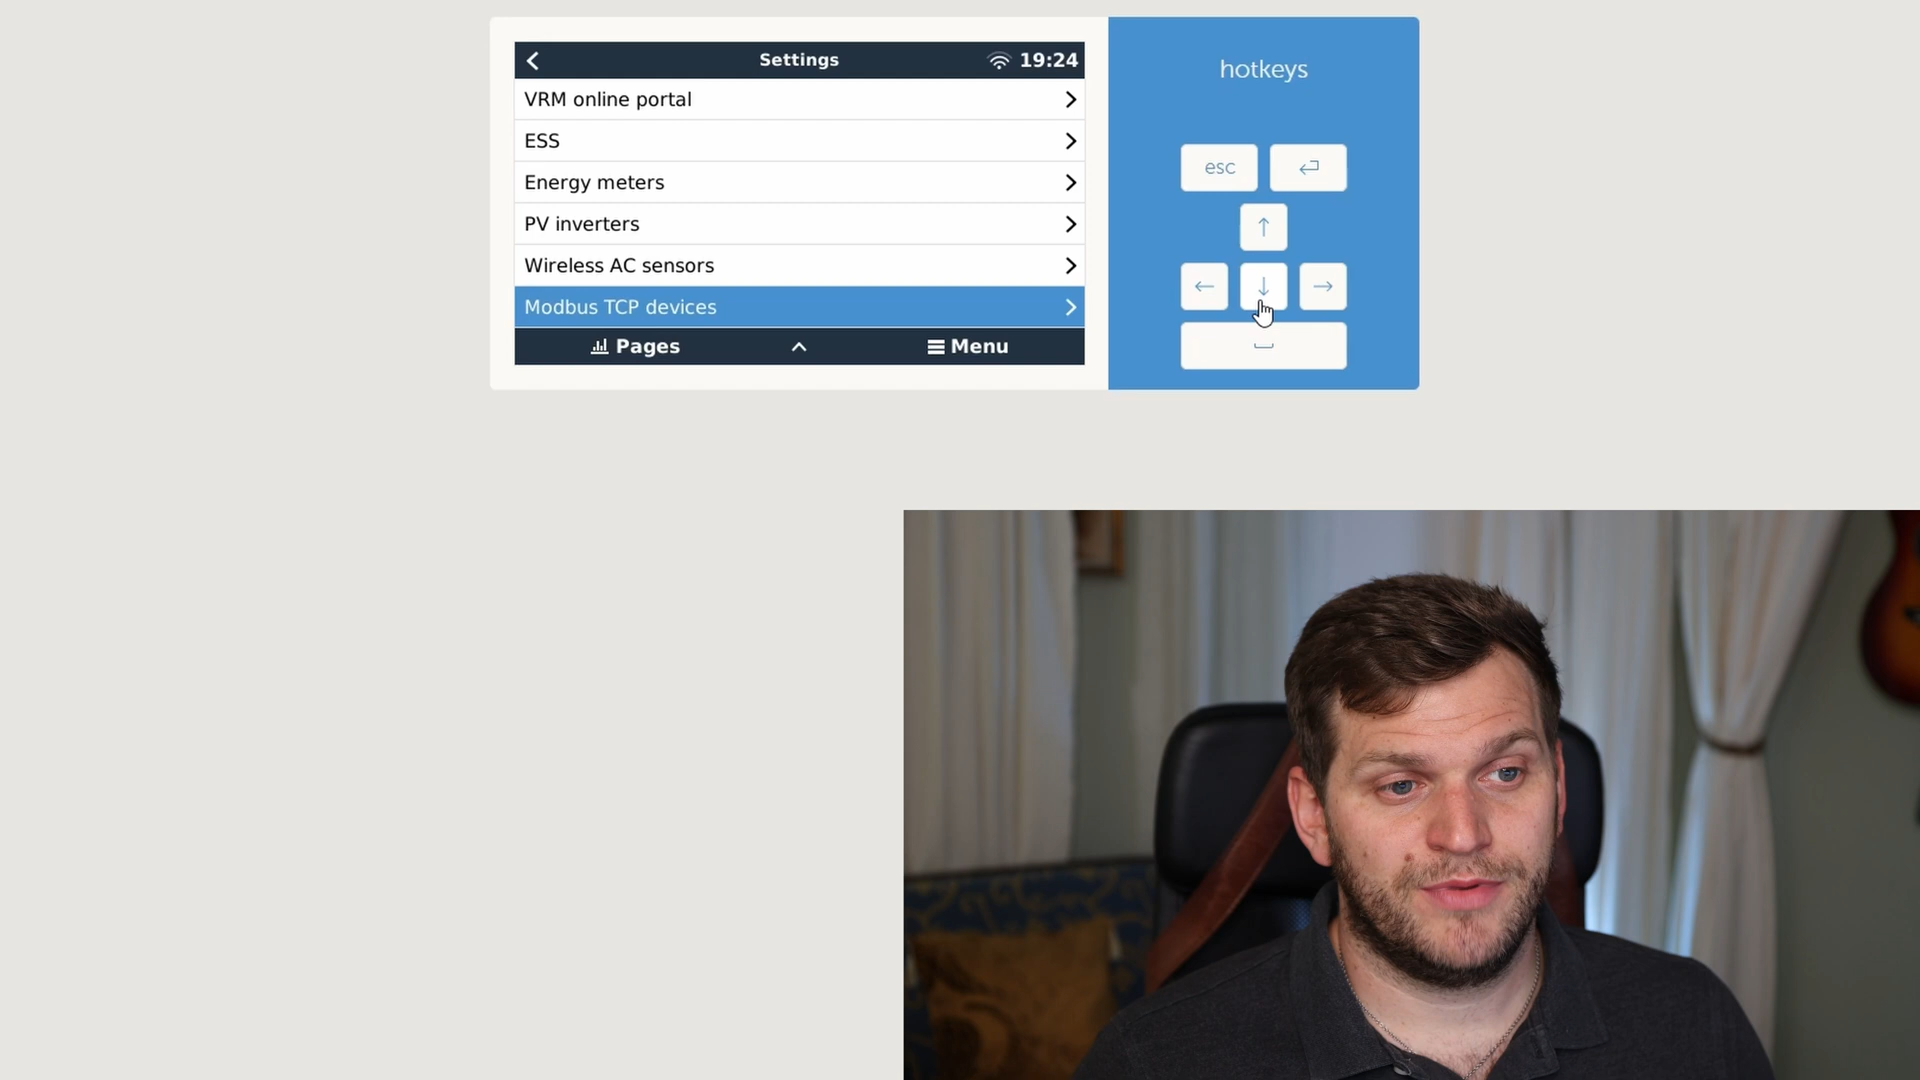 Settings
19:24
VRM online portal
ESS
Energy meters
PV inverters
Wireless AC sensors
Modbus TCP devices
Pages
Menu
hotkeys
esc